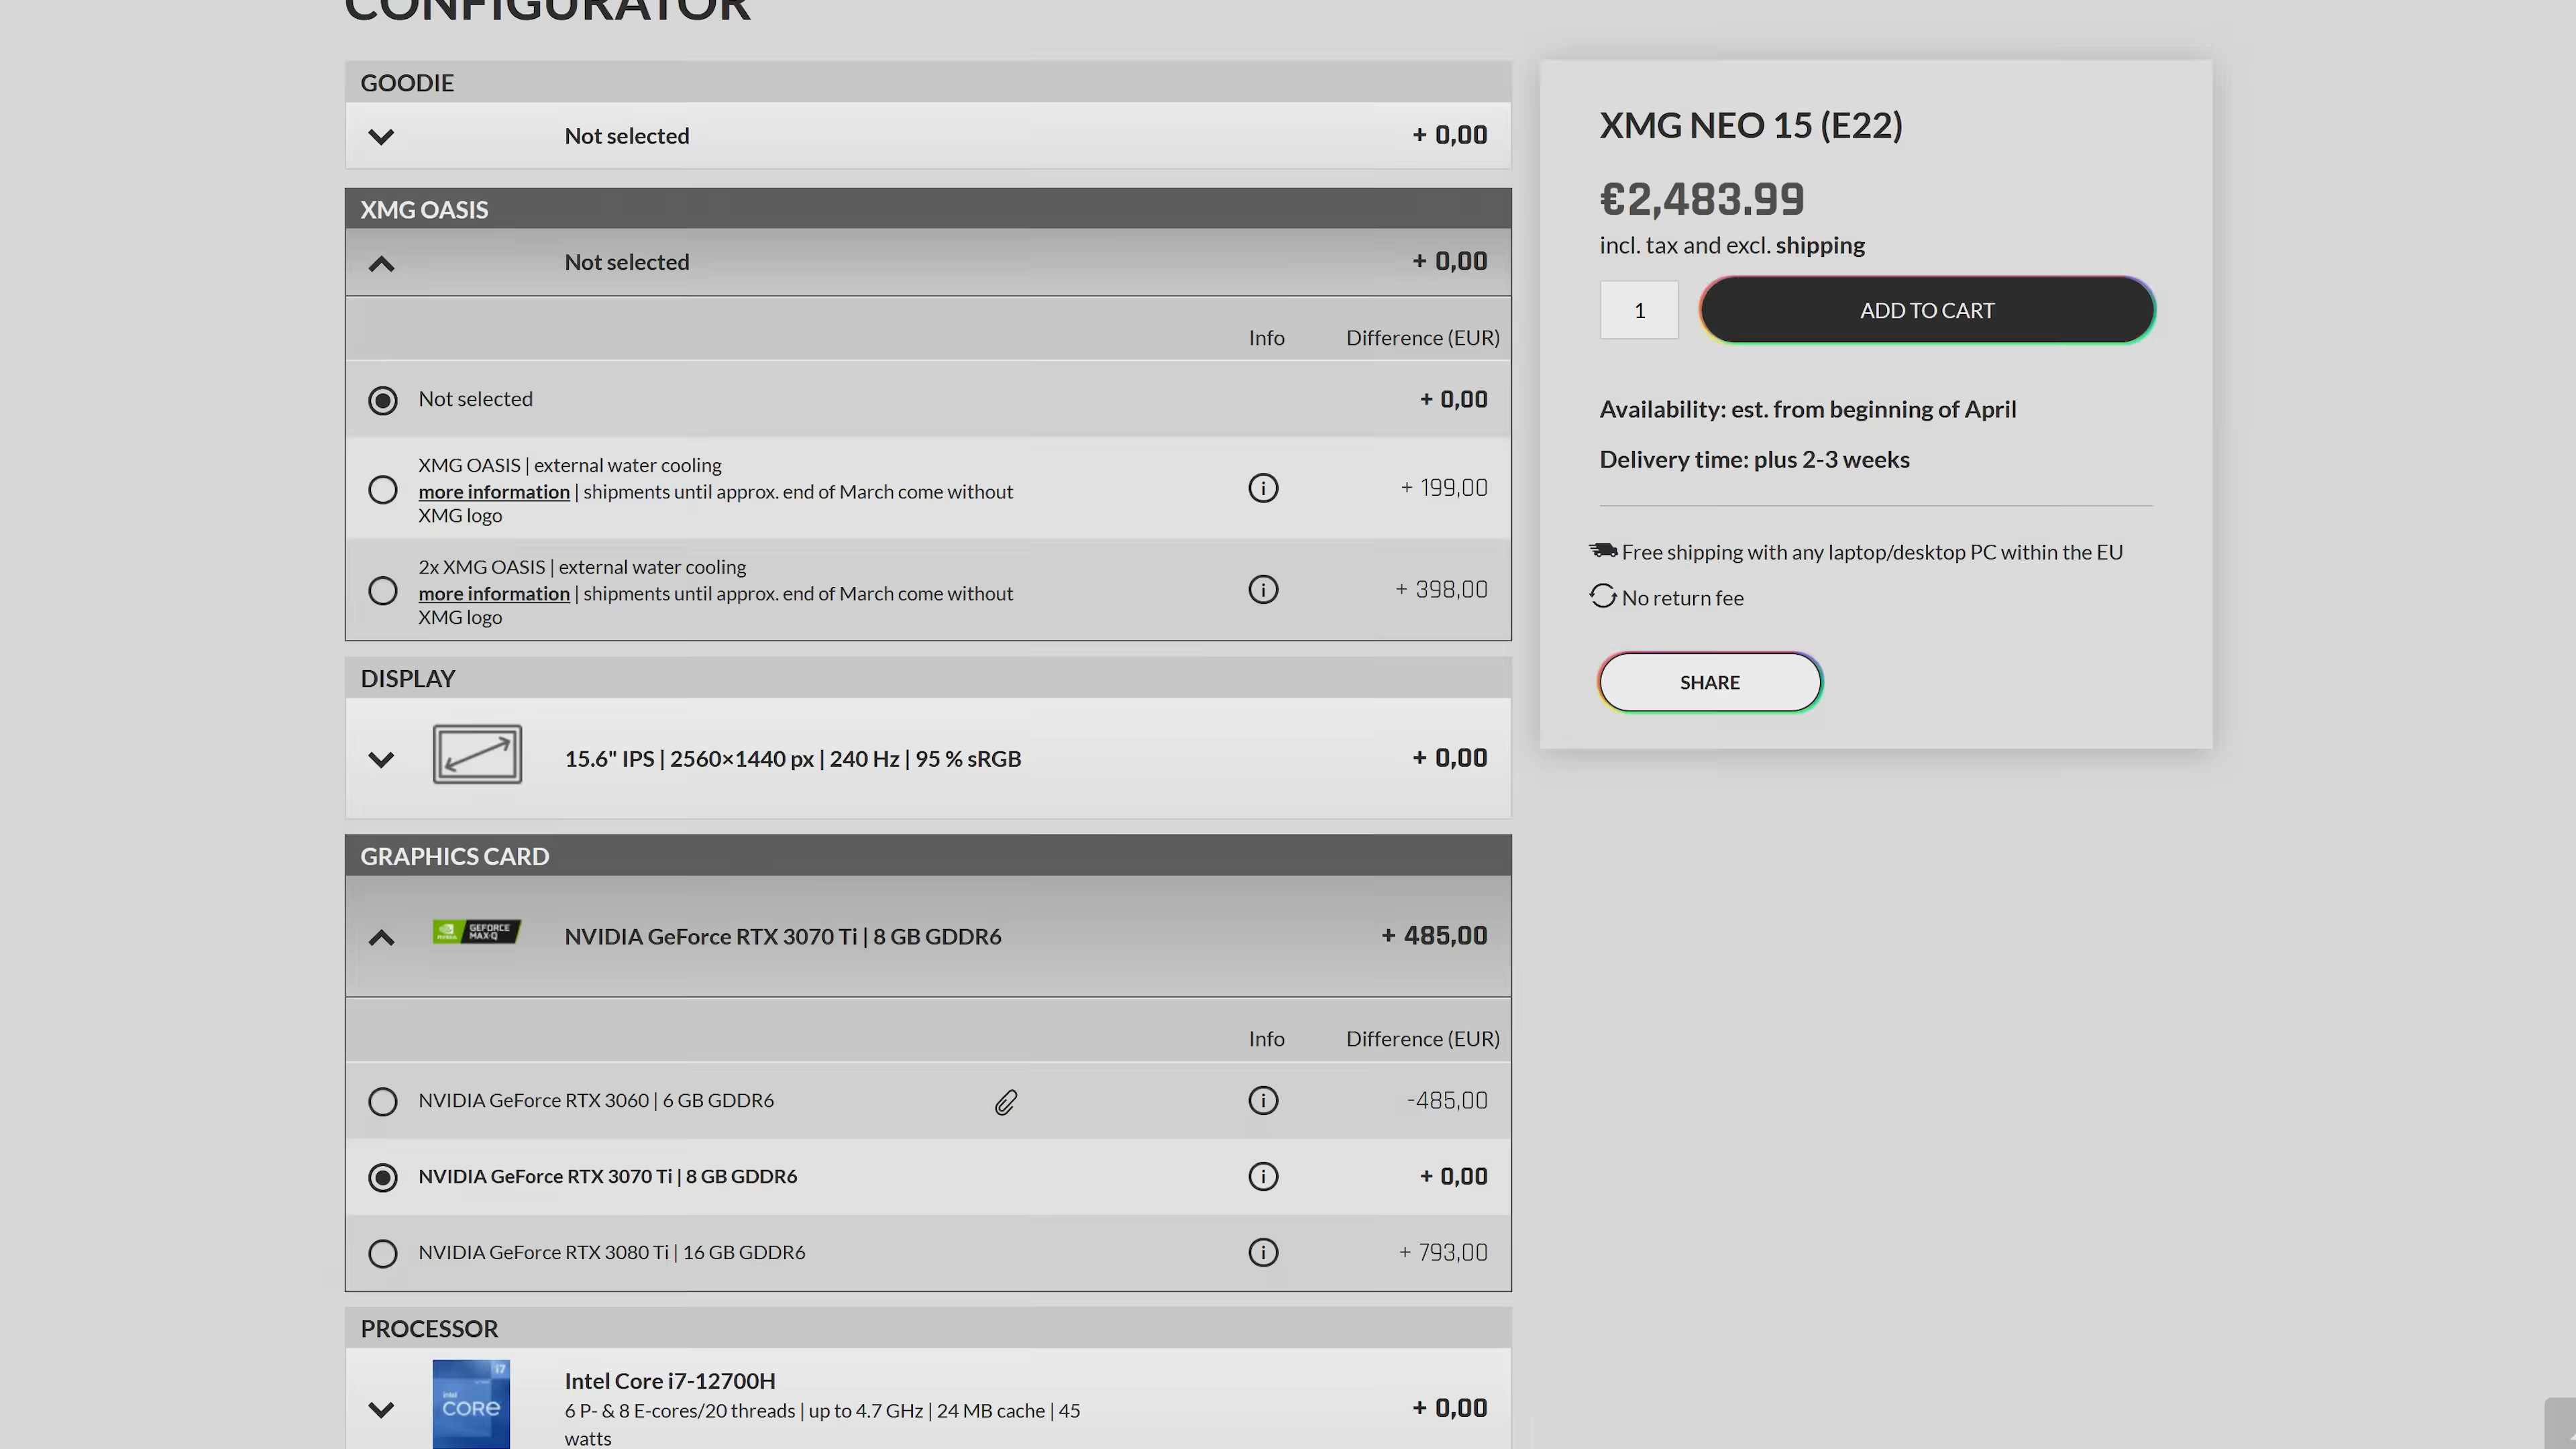 CONFIGURATOR
GOODIE
Not selected + 0,00
XMG OASIS
Not selected + 0,00
Info Difference (EUR)
Not selected + 0,00
XMG OASIS | external water cooling
more information | shipments until approx. end of March come without
XMG logo
+ 199,00
2x XMG OASIS | external water cooling
more information | shipments until approx. end of March come without
XMG logo
+ 398,00
DISPLAY
15.6" IPS | 2560×1440 px | 240 Hz | 95 % sRGB + 0,00
GRAPHICS CARD
GEFORCE
MAX-Q
NVIDIA GeForce RTX 3070 Ti | 8 GB GDDR6 + 485,00
Info Difference (EUR)
NVIDIA GeForce RTX 3060 | 6 GB GDDR6 -485,00
NVIDIA GeForce RTX 3070 Ti | 8 GB GDDR6 + 0,00
NVIDIA GeForce RTX 3080 Ti | 16 GB GDDR6 + 793,00
PROCESSOR
i7
intel
CORE
Intel Core i7-12700H
6 P- & 8 E-cores/20 threads | up to 4.7 GHz | 24 MB cache | 45
watts
+ 0,00
XMG NEO 15 (E22)
€2,483.99
incl. tax and excl. shipping
1 ADD TO CART
Availability: est. from beginning of April
Delivery time: plus 2-3 weeks
Free shipping with any laptop/desktop PC within the EU
No return fee
SHARE